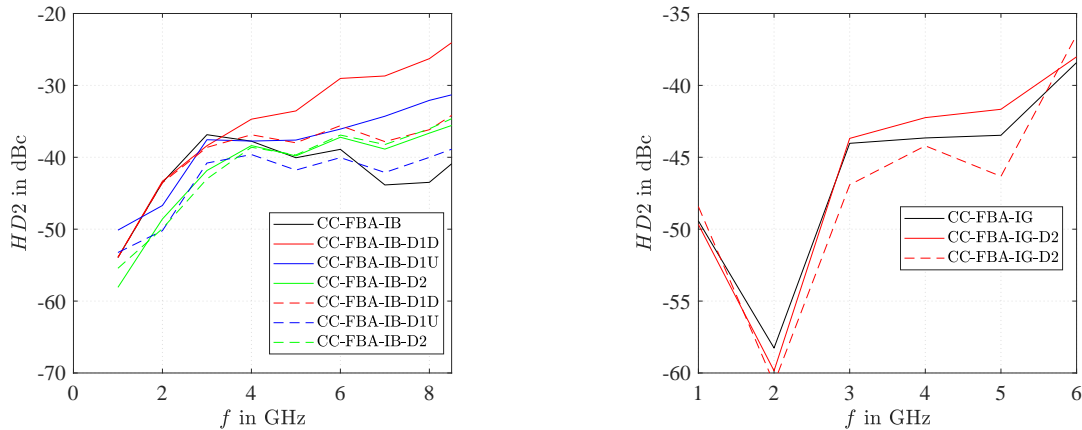 -20
-30
-40
-50
-60
-70
HD2 in dBc
0
2
4
6
8
f in GHz
CC-FBA-IB
CC-FBA-IB-D1D
CC-FBA-IB-D1U
CC-FBA-IB-D2
CC-FBA-IB-D1D
CC-FBA-IB-D1U
CC-FBA-IB-D2
-35
-40
-45
-50
-55
-60
HD2 in dBc
1
2
3
4
5
6
f in GHz
CC-FBA-IG
CC-FBA-IG-D2
CC-FBA-IG-D2